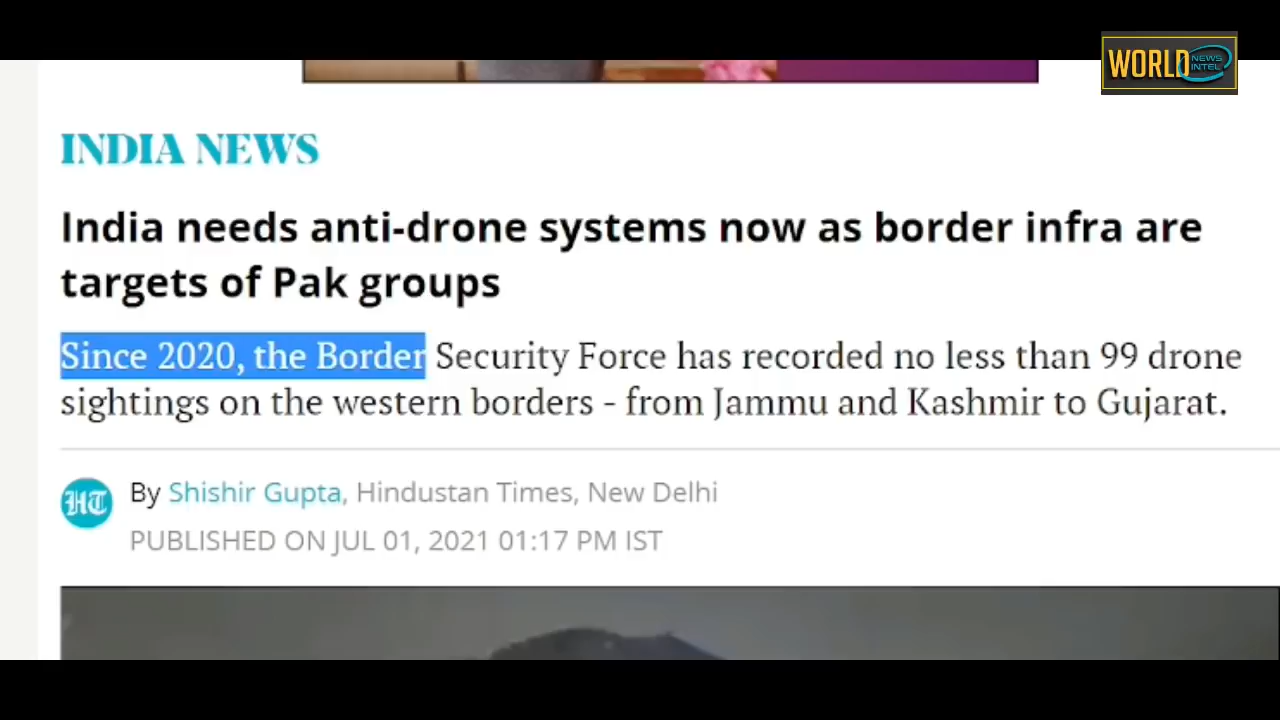 WORLD NEWS INTEL
INDIA NEWS
India needs anti-drone systems now as border infra are
targets of Pak groups
Since 2020, the Border Security Force has recorded no less than 99 drone
sightings on the western borders - from Jammu and Kashmir to Gujarat.
HT
By Shishir Gupta, Hindustan Times, New Delhi
PUBLISHED ON JUL 01, 2021 01:17 PM IST